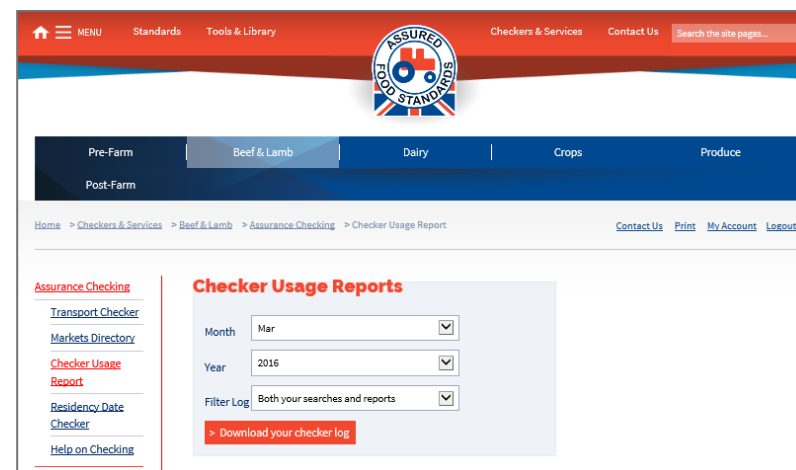 MENU Standards Tools & Library Checkers & Services Contact Us Search the site pages...
ASSURED
FOOD STANDARDS
Pre-Farm Beef & Lamb Dairy Crops Produce
Post-Farm
Home > Checkers & Services > Beef & Lamb > Assurance Checking > Checker Usage Report Contact Us Print My Account Logout
Assurance Checking
Transport Checker
Markets Directory
Checker Usage
Report
Residency Date
Checker
Help on Checking
Checker Usage Reports
Month Mar
Year 2016
Filter Log Both your searches and reports
> Download your checker log